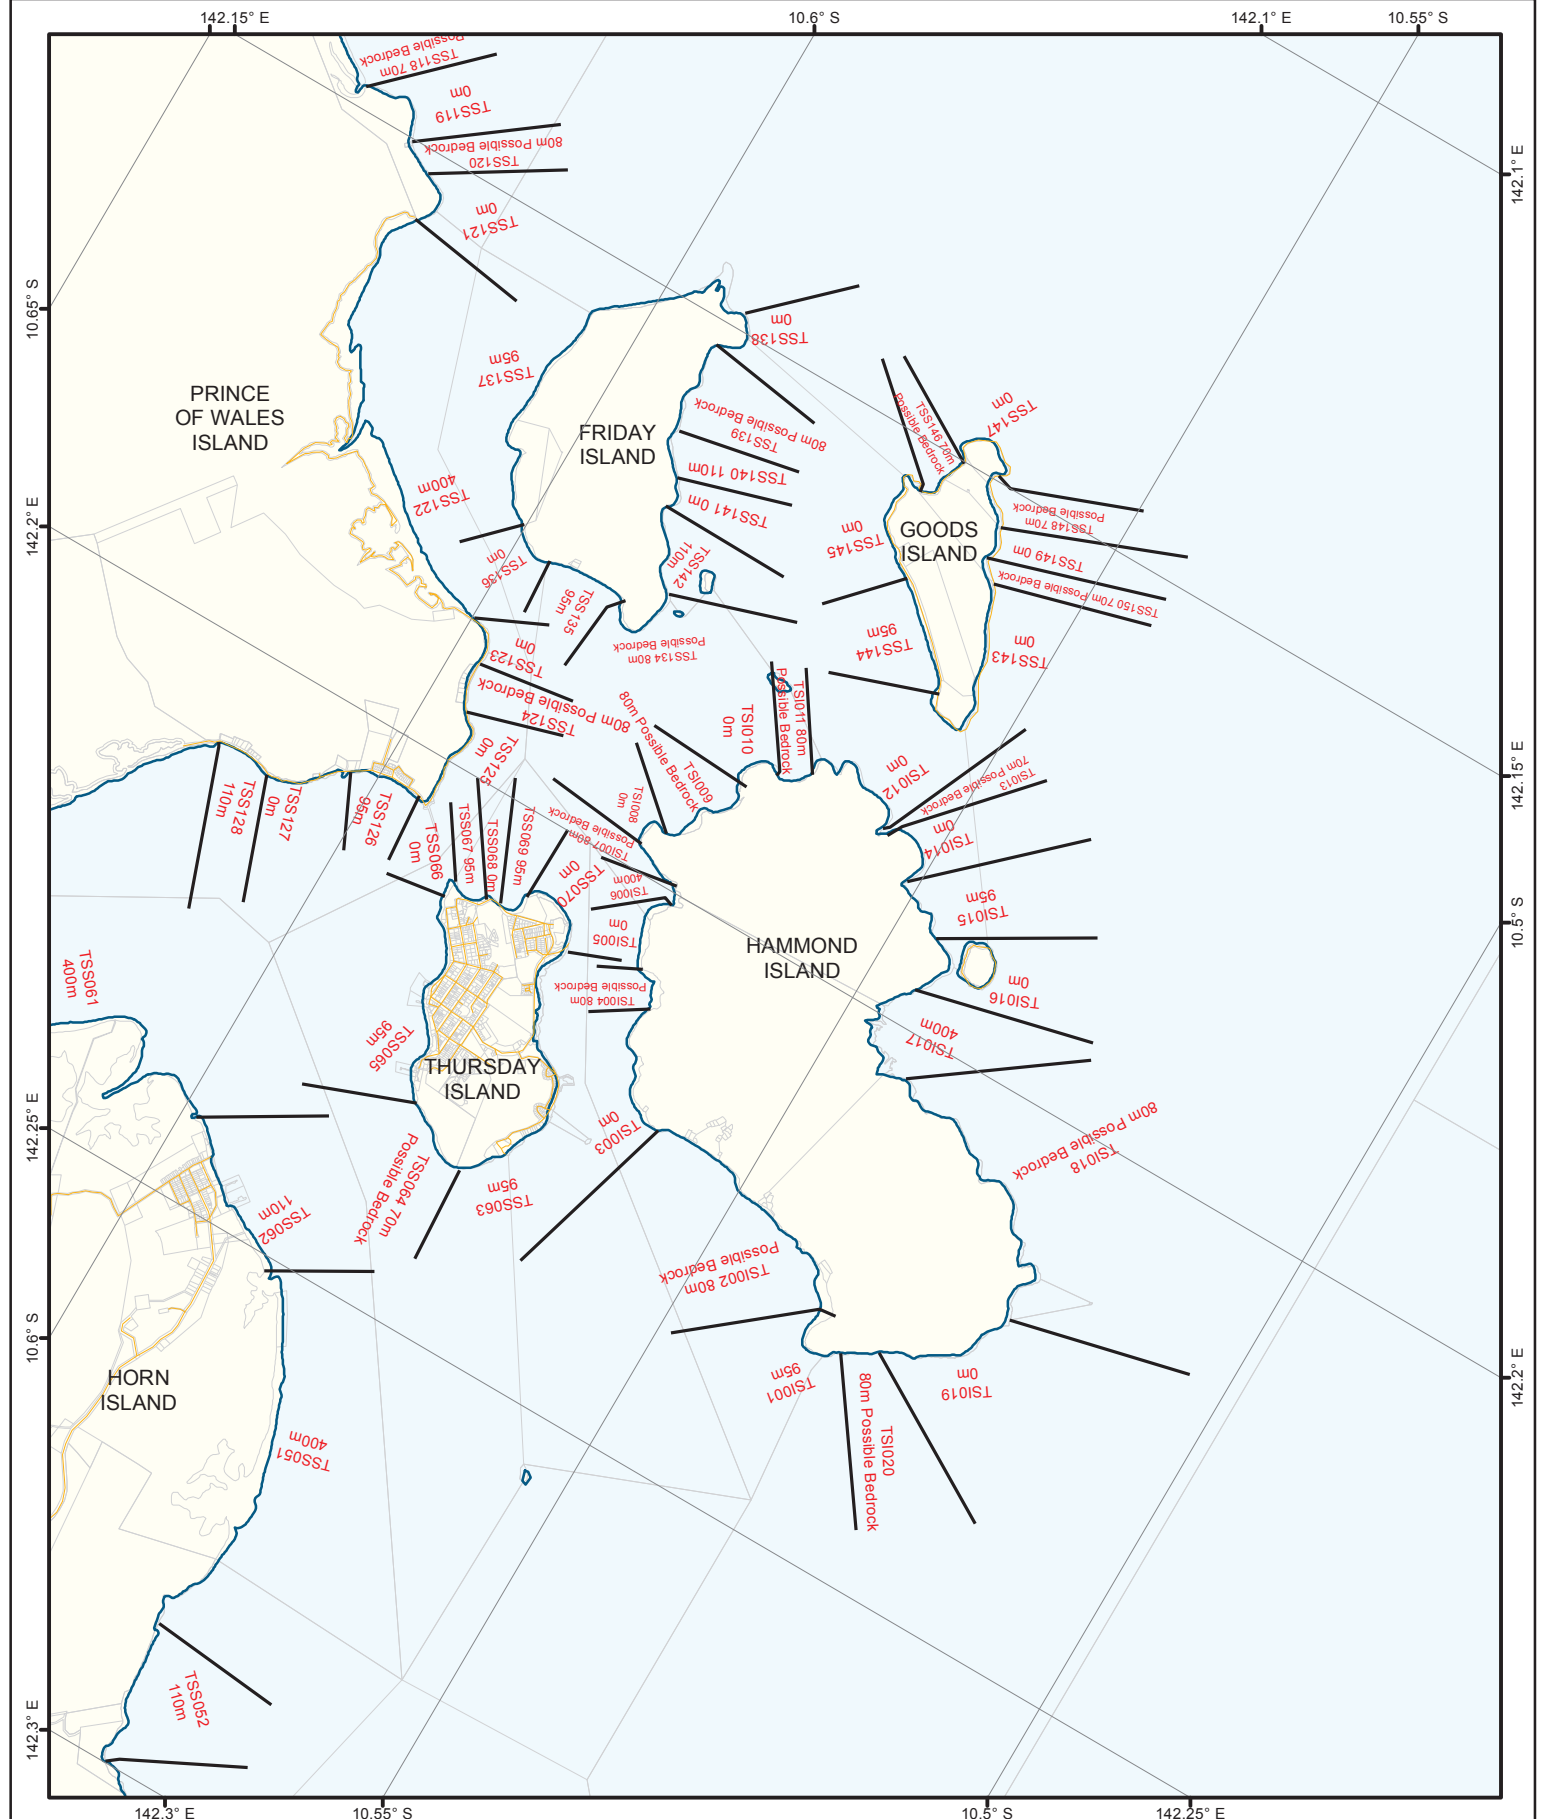 142.15° E
10.6° S
142.1° E
10.55° S
TSS118 70m
Possible Bedrock
TSS119
0m
TSS120
80m Possible Bedrock
TSS121
0m
142.1° E
10.65° S
TSS137
95m
TSS138
0m
PRINCE
OF WALES
ISLAND
FRIDAY
ISLAND
TSS139
80m Possible Bedrock
TSS140 110m
TSS141 0m
TSS142
110m
TSS146 70m
Possible Bedrock
TSS147
0m
GOODS
ISLAND
TSS148 70m
Possible Bedrock
TSS149 0m
TSS150 70m Possible Bedrock
TSS145
0m
TSS144
95m
TSS143
0m
TSS122
400m
142.2° E
TSS136
0m
TSS135
95m
TSS134 80m
Possible Bedrock
TSS123
0m
TSS124
80m Possible Bedrock
TSS125
0m
TSS128
110m
TSS127
0m
TSS126
95m
TSS066
0m
TSS067 95m
TSS068 0m
TSS069 95m
TSS070
0m
TSI010
0m
TSI011 80m
Possible Bedrock
TSI009
80m Possible Bedrock
TSI008
0m
TSI007 80m
Possible Bedrock
TSI006
400m
TSI005
0m
TSI004 80m
Possible Bedrock
TSI012
0m
TSI013
70m Possible Bedrock
TSI014
0m
142.15° E
TSI015
95m
10.5° S
HAMMOND
ISLAND
TSI016
0m
TSI017
400m
TSS061
400m
TSS065
95m
THURSDAY
ISLAND
142.25° E
TSI003
0m
TSI018
80m Possible Bedrock
TSS064 70m
Possible Bedrock
TSS063
95m
TSS062
110m
TSI002 80m
Possible Bedrock
10.6° S
HORN
ISLAND
TSI001
95m
TSI020
80m Possible Bedrock
TSI019
0m
142.2° E
TSS051
400m
TSS052
110m
142.3° E
142.3° E
10.55° S
10.5° S
142.25° E